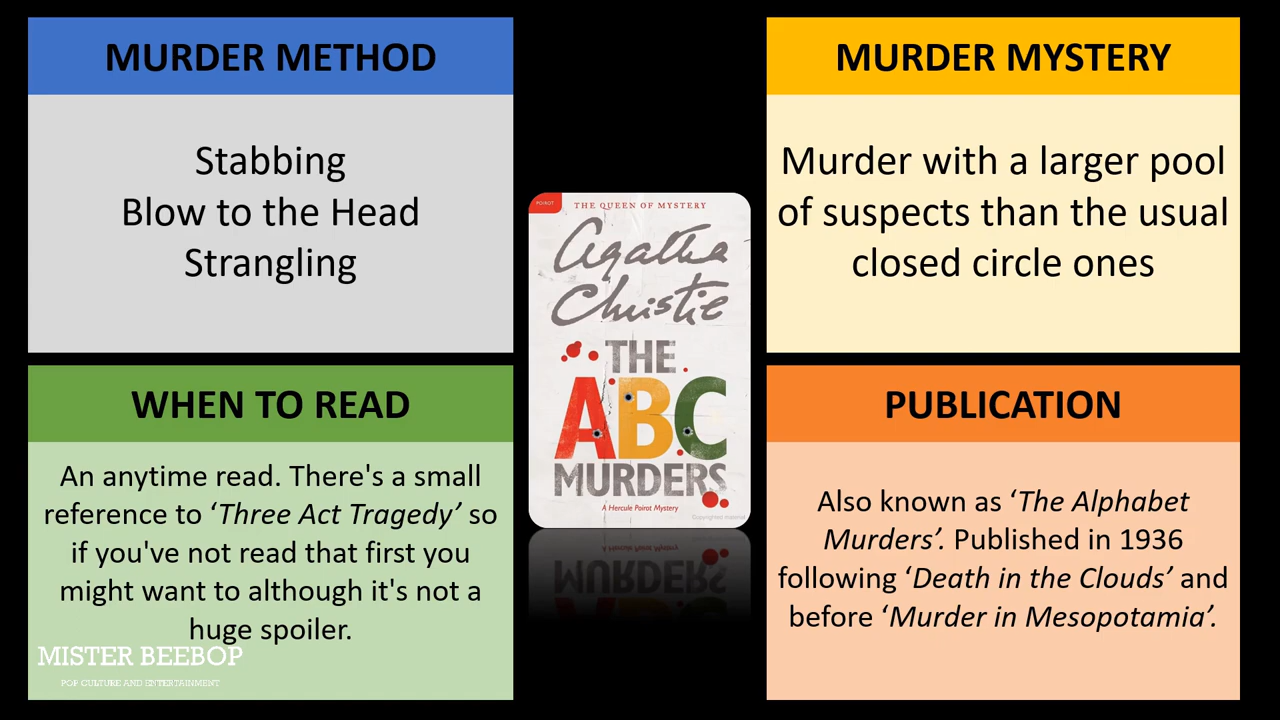 MURDER METHOD
Stabbing
Blow to the Head
Strangling
MURDER MYSTERY
Murder with a larger pool
of suspects than the usual
closed circle ones
POIROT
THE QUEEN OF MYSTERY
Agatha
Christie
THE
ABC
MURDERS
A Hercule Poirot Mystery
Copyrighted material
WHEN TO READ
An anytime read. There's a small
reference to ‘Three Act Tragedy’ so
if you've not read that first you
might want to although it's not a
huge spoiler.
MISTER BEEBOP
POP CULTURE AND ENTERTAINMENT
PUBLICATION
Also known as ‘The Alphabet
Murders’. Published in 1936
following ‘Death in the Clouds’ and
before ‘Murder in Mesopotamia’.